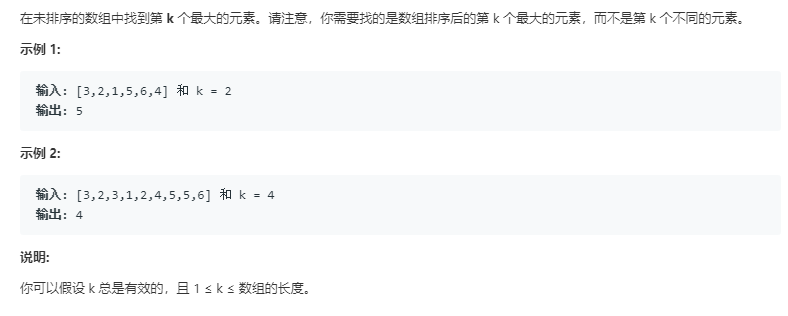 在未排序的数组中找到第 k 个最大的元素。请注意，你需要找的是数组排序后的第 k 个最大的元素，而不是第 k 个不同的元素。
示例 1:
输入: [3,2,1,5,6,4] 和 k = 2
输出: 5
示例 2:
输入: [3,2,3,1,2,4,5,5,6] 和 k = 4
输出: 4
说明:
你可以假设 k 总是有效的，且 1 ≤ k ≤ 数组的长度。